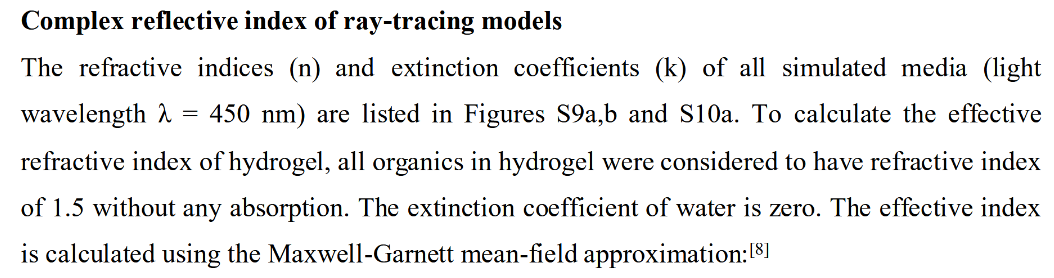 Complex reflective index of ray-tracing models
The refractive indices (n) and extinction coefficients (k) of all simulated media (light
wavelength λ = 450 nm) are listed in Figures S9a,b and S10a. To calculate the effective
refractive index of hydrogel, all organics in hydrogel were considered to have refractive index
of 1.5 without any absorption. The extinction coefficient of water is zero. The effective index
is calculated using the Maxwell-Garnett mean-field approximation:[8]